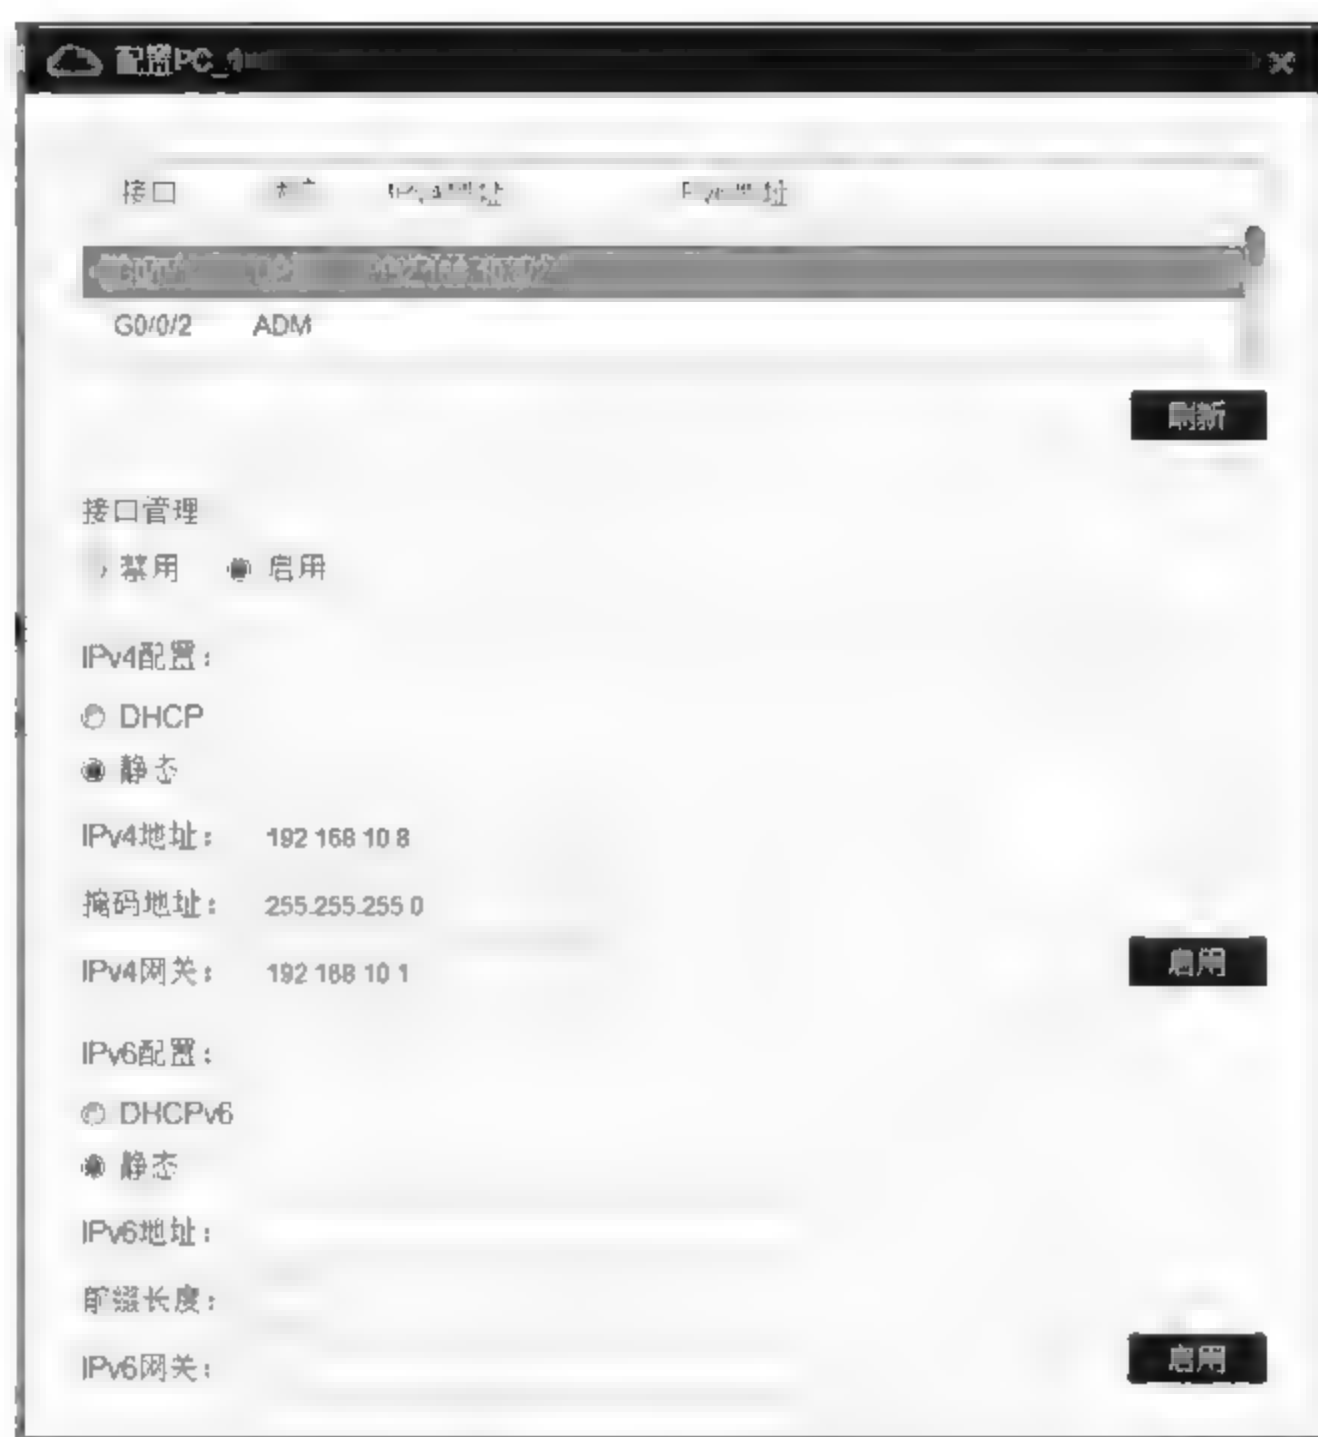 配置PC_
接口
G0/0/2 ADM
刷新
接口管理
禁用 启用
IPv4配置：
DHCP
静态
IPv4地址： 192 168 10 8
掩码地址： 255.255.255 0
IPv4网关： 192 168 10 1
启用
IPv6配置：
DHCPv6
静态
IPv6地址：
前缀长度：
IPv6网关：
启用